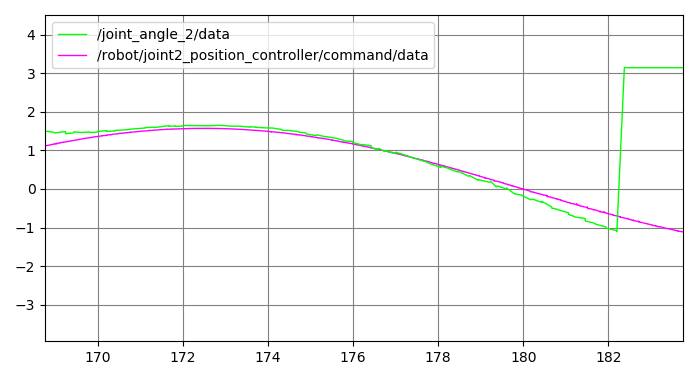 /joint_angle_2/data
/robot/joint2_position_controller/command/data
4
3
2
1
0
−1
−2
−3
170 172 174 176 178 180 182